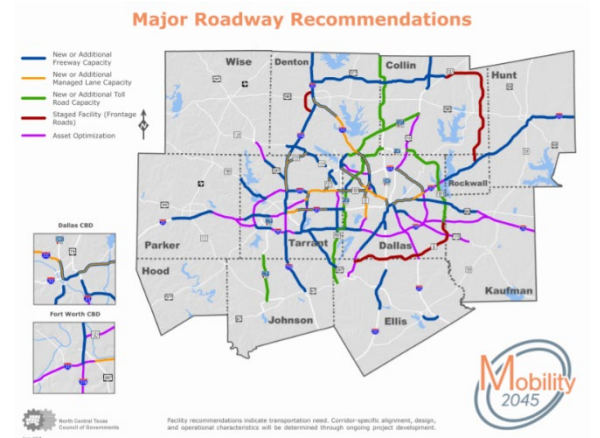 Major Roadway Recommendations
New or Additional
Freeway Capacity
New or Additional
Managed Lane Capacity
New or Additional Toll
Road Capacity
Staged Facility (Frontage
Roads)
Asset Optimization
Wise
Denton
Collin
Hunt
Rockwall
Parker
Tarrant
Dallas
Hood
Johnson
Ellis
Kaufman
Dallas CBD
Fort Worth CBD
Mobility
2045
North Central Texas
Council of Governments
Facility recommendations indicate transportation need. Corridor-specific alignment, design,
and operational characteristics will be determined through ongoing project development.